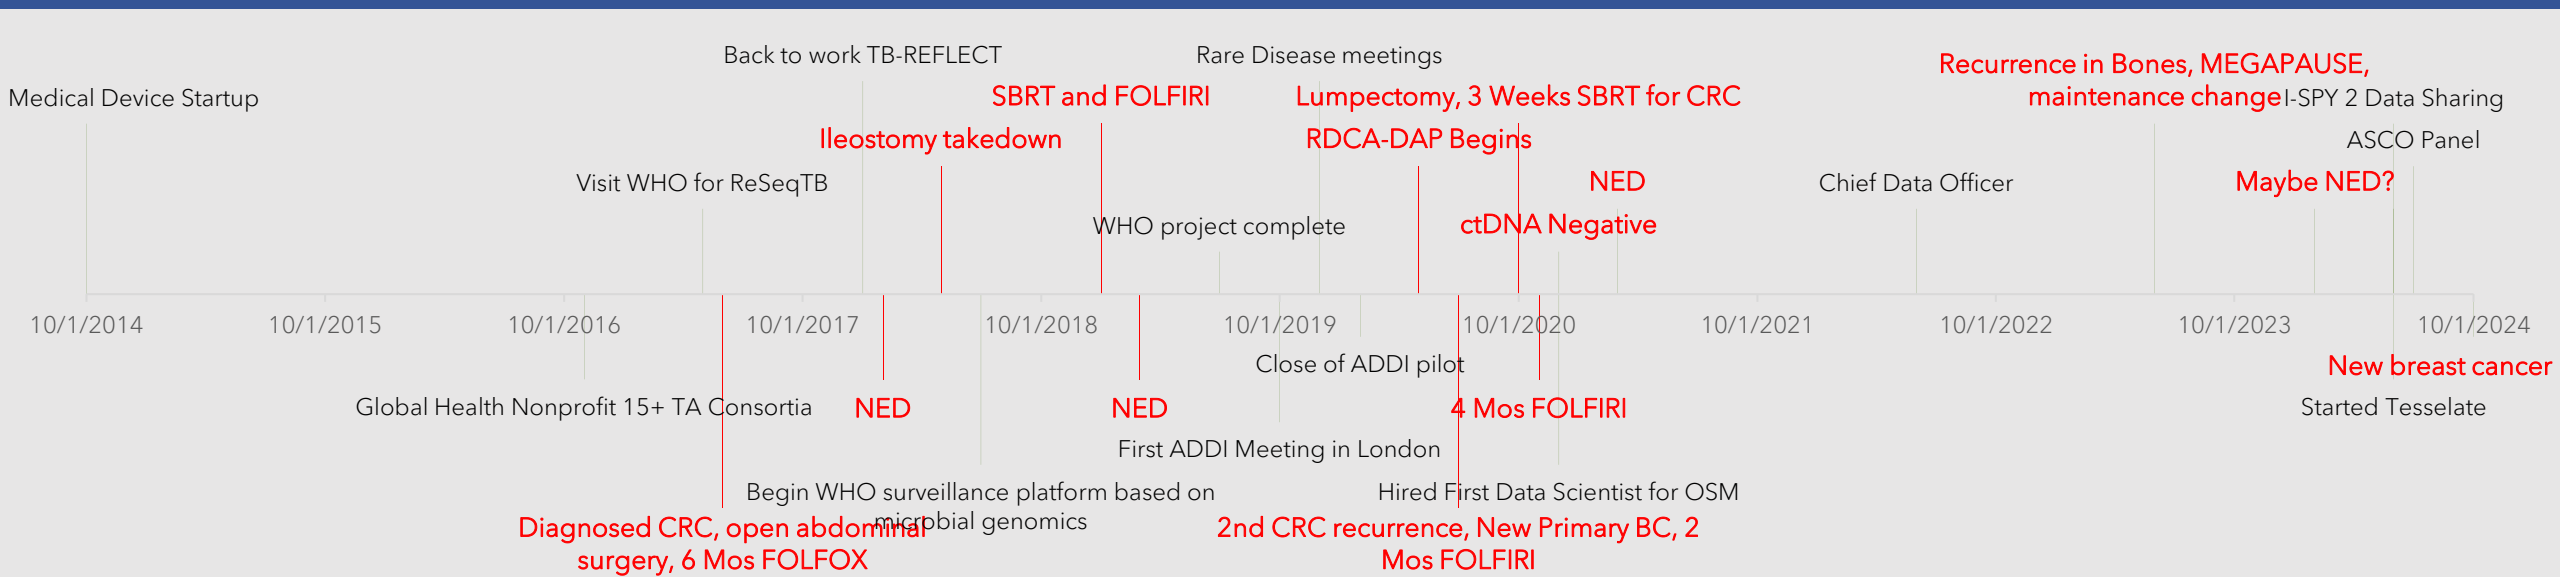 Back to work TB-REFLECT
Rare Disease meetings
Recurrence in Bones, MEGAPAUSE,
maintenance change
Medical Device Startup
SBRT and FOLFIRI
Lumpectomy, 3 Weeks SBRT for CRC
I-SPY 2 Data Sharing
Ileostomy takedown
RDCA-DAP Begins
ASCO Panel
Visit WHO for ReSeqTB
NED
Chief Data Officer
Maybe NED?
WHO project complete
ctDNA Negative
10/1/2014
10/1/2015
10/1/2016
10/1/2017
10/1/2018
10/1/2019
10/1/2020
10/1/2021
10/1/2022
10/1/2023
10/1/2024
Close of ADDI pilot
New breast cancer
Global Health Nonprofit 15+ TA Consortia
NED
NED
4 Mos FOLFIRI
Started Tesselate
First ADDI Meeting in London
Begin WHO surveillance platform based on
microbial genomics
Hired First Data Scientist for OSM
Diagnosed CRC, open abdominal
surgery, 6 Mos FOLFOX
2nd CRC recurrence, New Primary BC, 2
Mos FOLFIRI